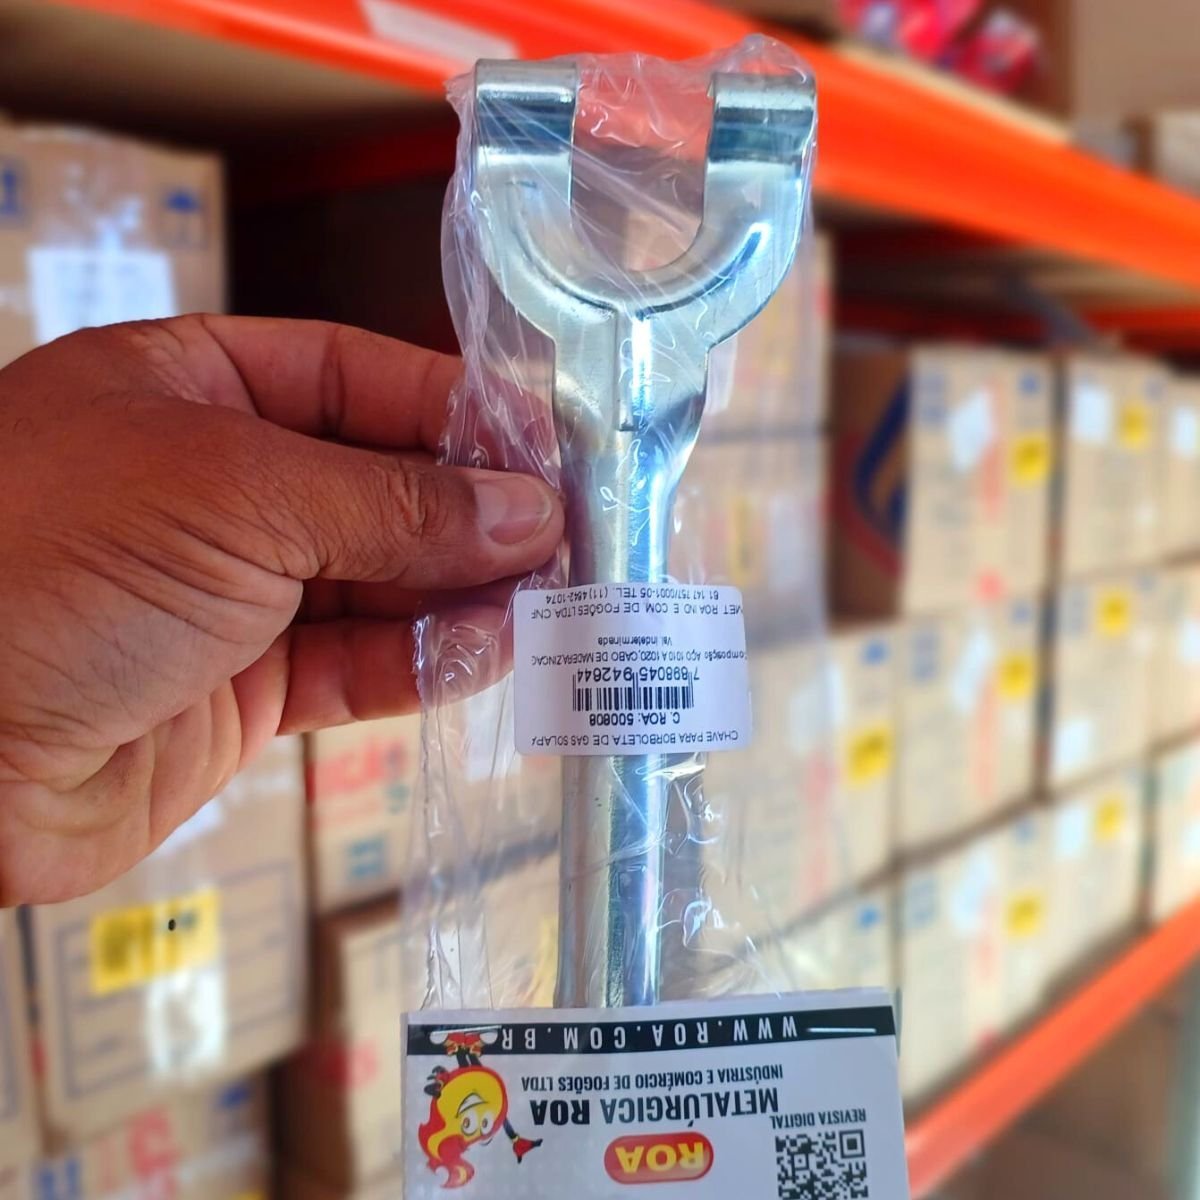 CHAVE PARA BORBOLETA DE GAS SOLAPA
C. ROA: 500808
7 898045 942644
Composição: AÇO 1010 A 1020, CABO DE MADEIRA/ZINCAG
Val. indeterminada
MET. ROA IND. E COM. DE FOGÕES LTDA CNP
61.147.757/0001-05 TEL. (11) 4642-1074
REVISTA DIGITAL
ROA
METALÚRGICA ROA
INDÚSTRIA E COMÉRCIO DE FOGÕES LTDA
WWW.ROA.COM.BR